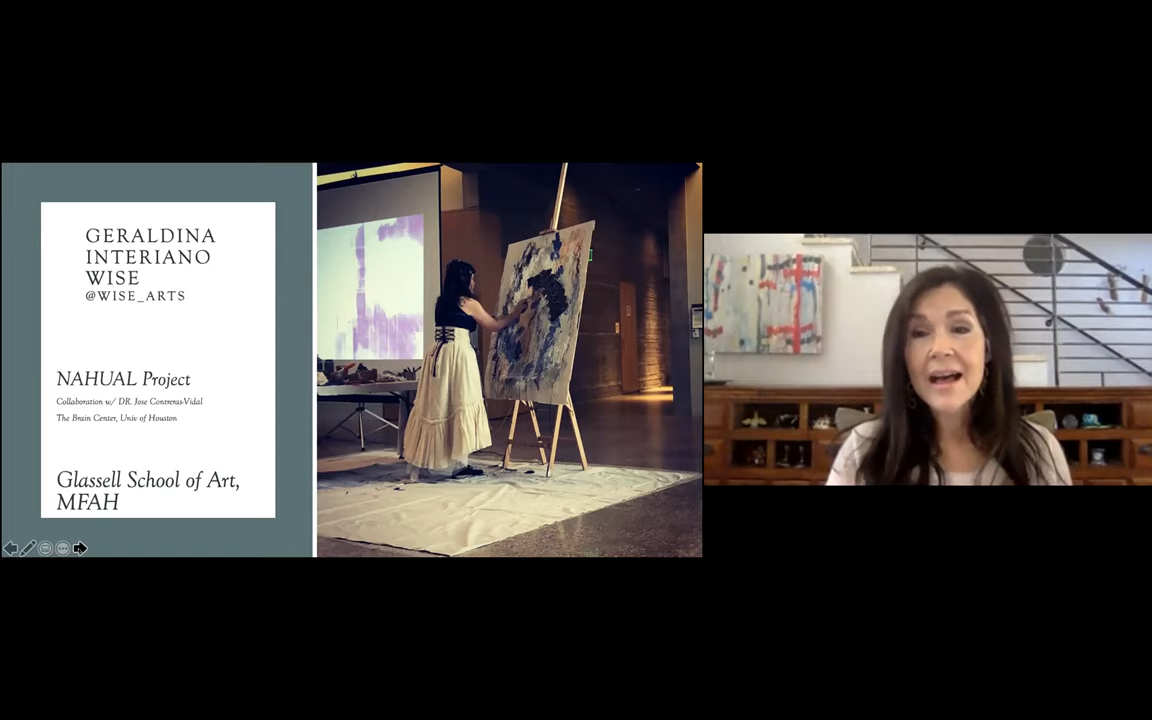 GERALDINA
INTERIANO
WISE
@WISE_ARTS
NAHUAL Project
Collaboration w/ DR. Jose Contreras-Vidal
The Brain Center, Univ of Houston
Glassell School of Art,
MFAH